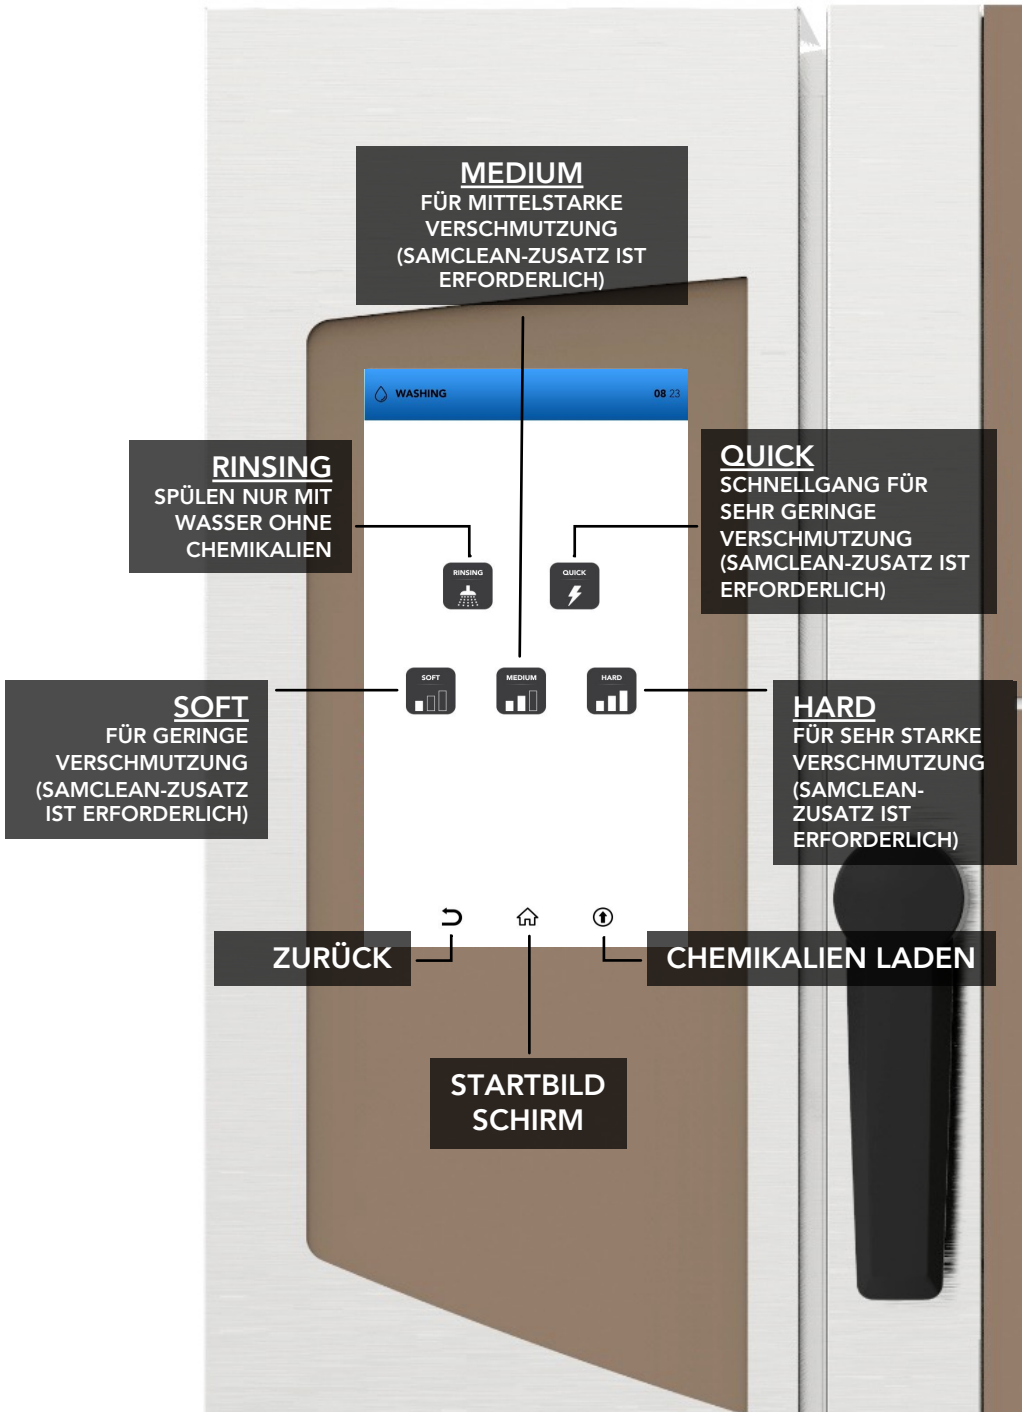 MEDIUM
FÜR MITTELSTARKE
VERSCHMUTZUNG
(SAMCLEAN-ZUSATZ IST
ERFORDERLICH)
WASHING
08 23
RINSING
SPÜLEN NUR MIT
WASSER OHNE
CHEMIKALIEN
QUICK
SCHNELLGANG FÜR
SEHR GERINGE
VERSCHMUTZUNG
(SAMCLEAN-ZUSATZ IST
ERFORDERLICH)
RINSING
QUICK
SOFT
MEDIUM
HARD
SOFT
FÜR GERINGE
VERSCHMUTZUNG
(SAMCLEAN-ZUSATZ
IST ERFORDERLICH)
HARD
FÜR SEHR STARKE
VERSCHMUTZUNG
(SAMCLEAN-
ZUSATZ IST
ERFORDERLICH)
ZURÜCK
CHEMIKALIEN LADEN
STARTBILD
SCHIRM